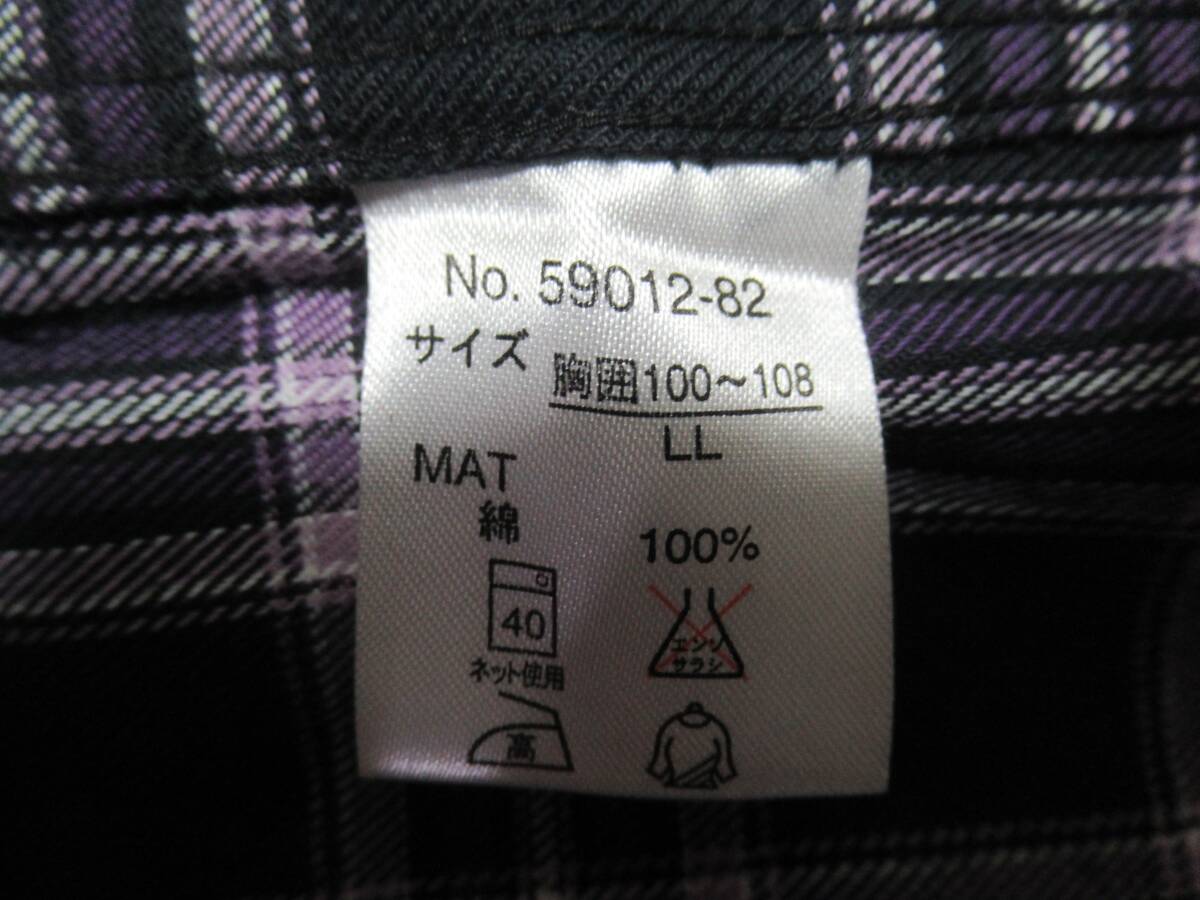 No. 59012-82
サイズ 胸囲100~108
LL
MAT
綿 100%
40
エンソ
サラシ
ネット使用
高